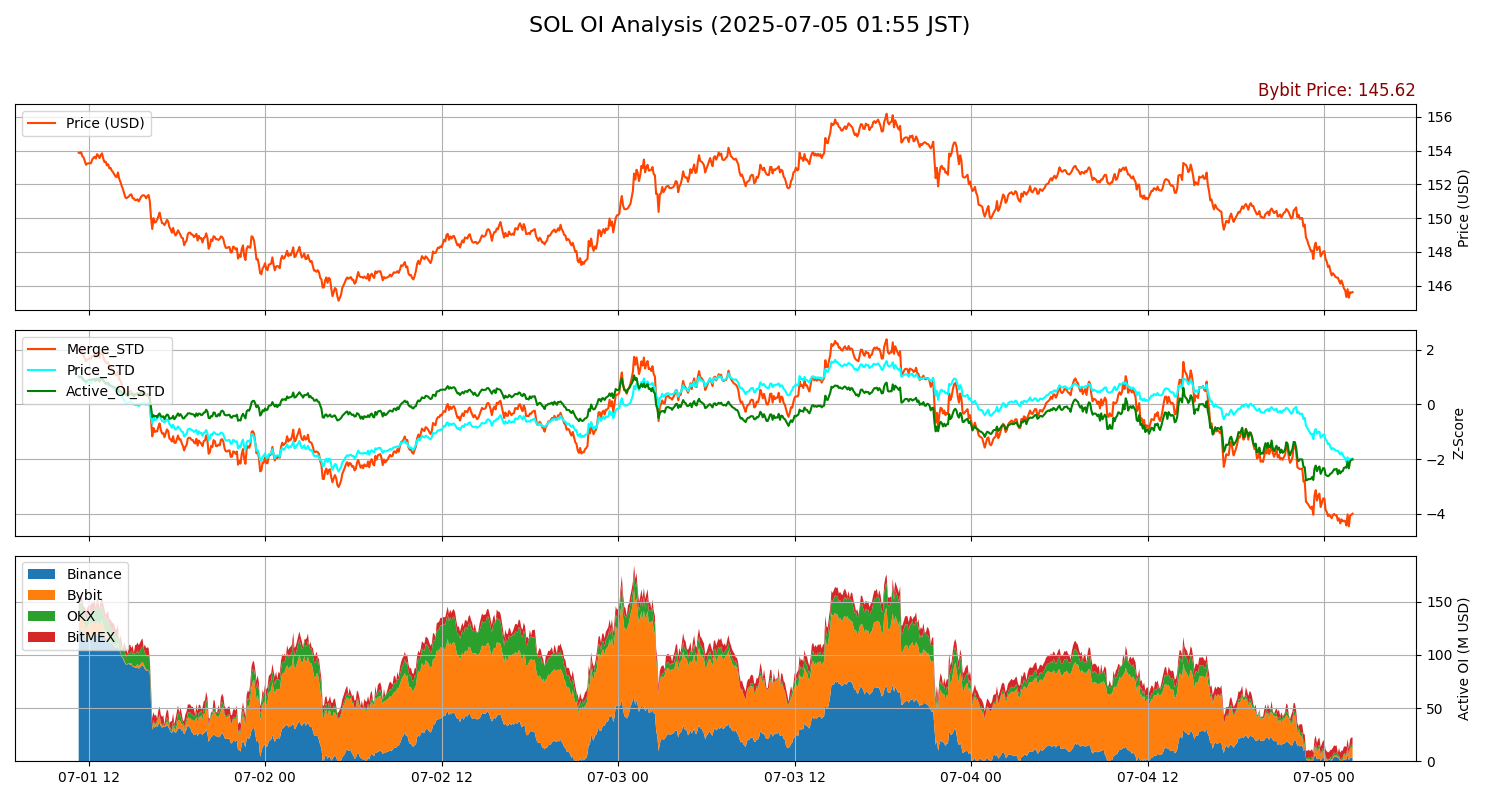 SOL OI Analysis (2025-07-05 01:55 JST)
Bybit Price: 145.62
Price (USD)
156
154
152
150
148
146
Price (USD)
Merge_STD
Price_STD
Active_OI_STD
2
0
−2
−4
Z-Score
Binance
Bybit
OKX
BitMEX
150
100
50
0
Active OI (M USD)
07-01 12
07-02 00
07-02 12
07-03 00
07-03 12
07-04 00
07-04 12
07-05 00